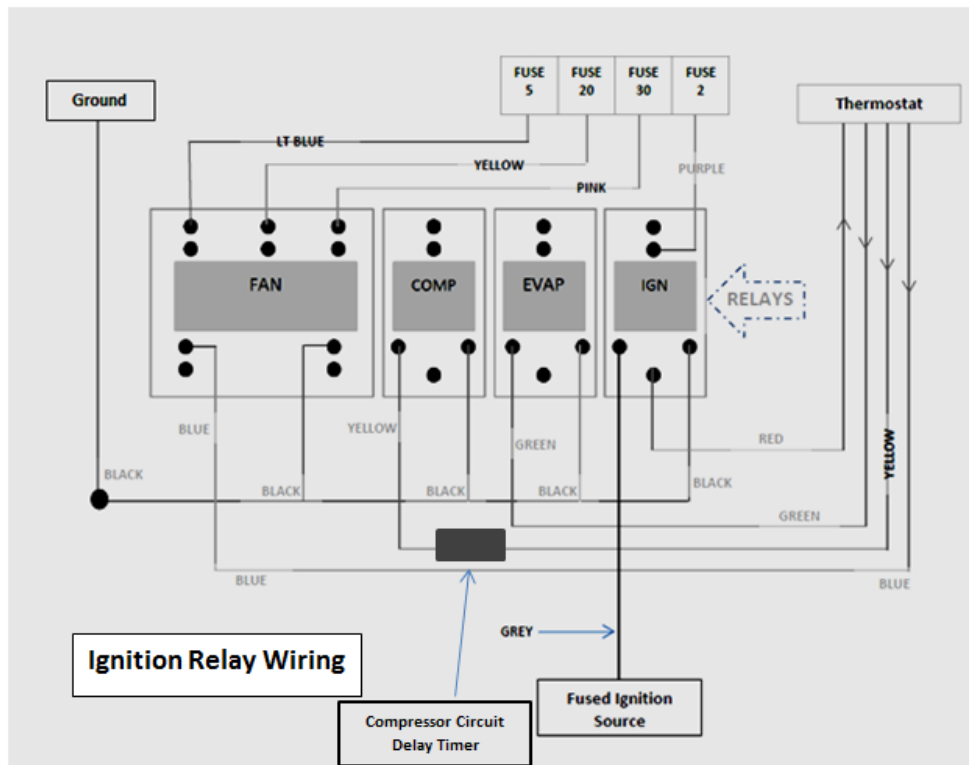 FUSE
5
FUSE
20
FUSE
30
FUSE
2
Ground
Thermostat
LT BLUE
YELLOW
PURPLE
PINK
FAN
COMP
EVAP
IGN
RELAYS
BLUE
YELLOW
GREEN
RED
YELLOW
BLACK
BLACK
BLACK
BLACK
BLACK
GREEN
BLUE
BLUE
GREY
Ignition Relay Wiring
Fused Ignition
Source
Compressor Circuit
Delay Timer